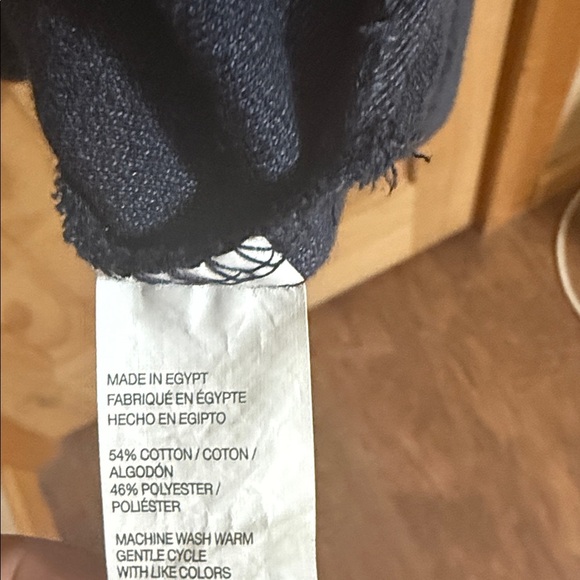 MADE IN EGYPT
FABRIQUÉ EN ÉGYPTE
HECHO EN EGIPTO
54% COTTON / COTON /
ALGODÓN
46% POLYESTER /
POLIÉSTER
MACHINE WASH WARM
GENTLE CYCLE
WITH LIKE COLORS